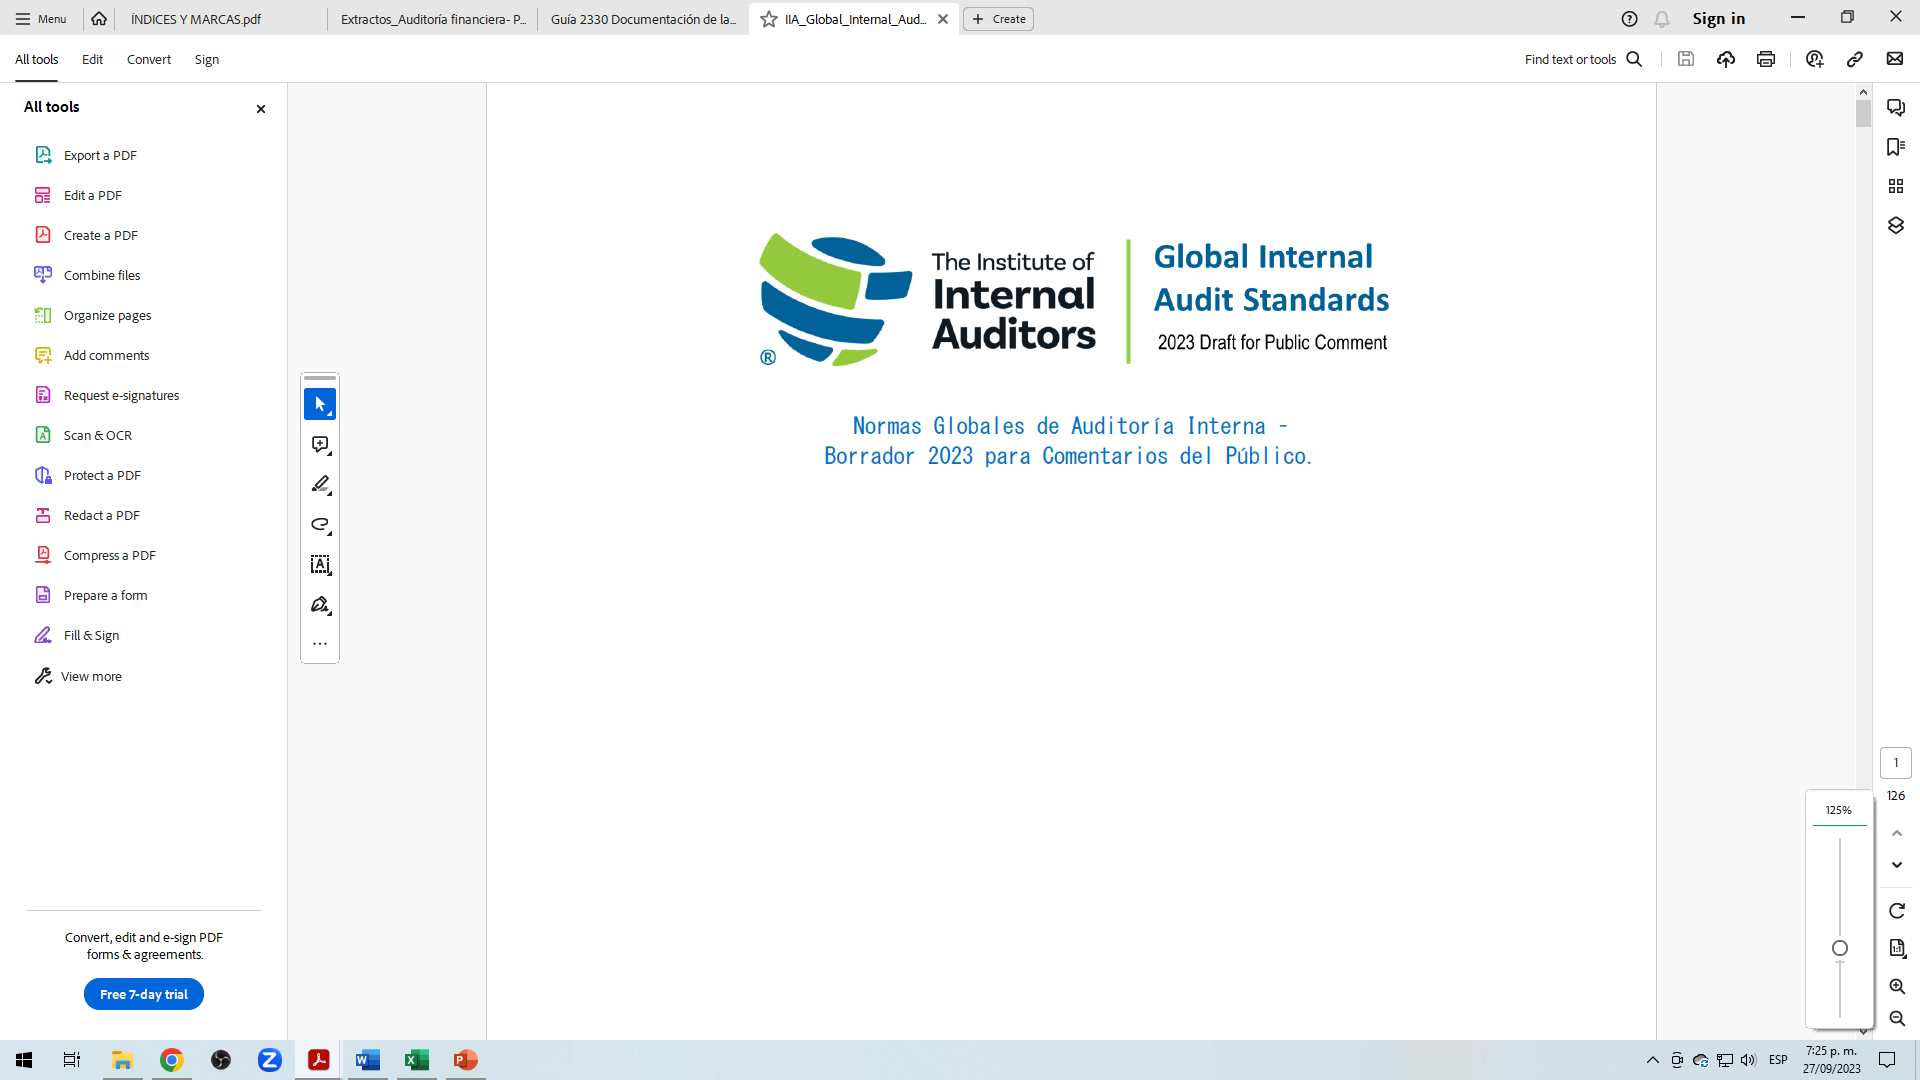 Menu
ÍNDICES Y MARCAS.pdf
Extractos_Auditoría financiera- P...
Guía 2330 Documentación de la...
IIA_Global_Internal_Aud...
Create
Sign in
All tools
Edit
Convert
Sign
Find text or tools
All tools
Export a PDF
Edit a PDF
Create a PDF
Combine files
Organize pages
Add comments
Request e-signatures
Scan & OCR
Protect a PDF
Redact a PDF
Compress a PDF
Prepare a form
Fill & Sign
View more
Convert, edit and e-sign PDF
forms & agreements.
Free 7-day trial
The Institute of
Internal
Auditors
®
Global Internal
Audit Standards
2023 Draft for Public Comment
Normas Globales de Auditoría Interna -
Borrador 2023 para Comentarios del Público.
1
126
125%
ESP
7:25 p. m.
27/09/2023